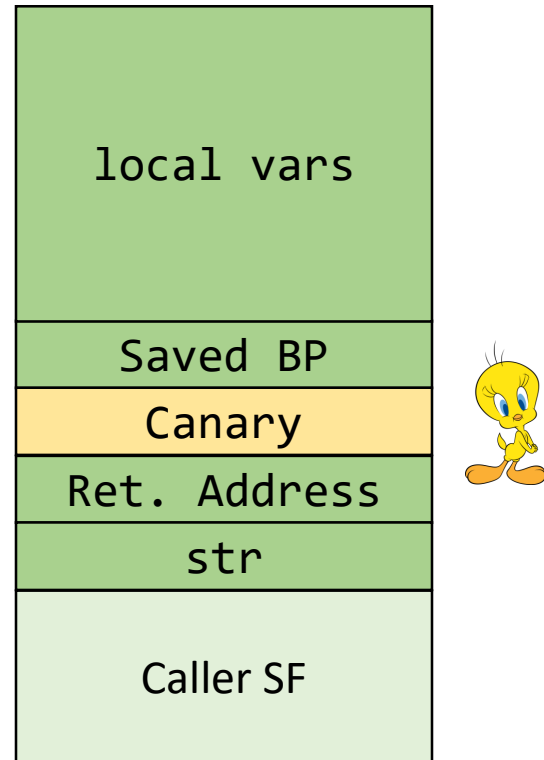 local vars
Saved BP
Canary
Ret. Address
str
Caller SF